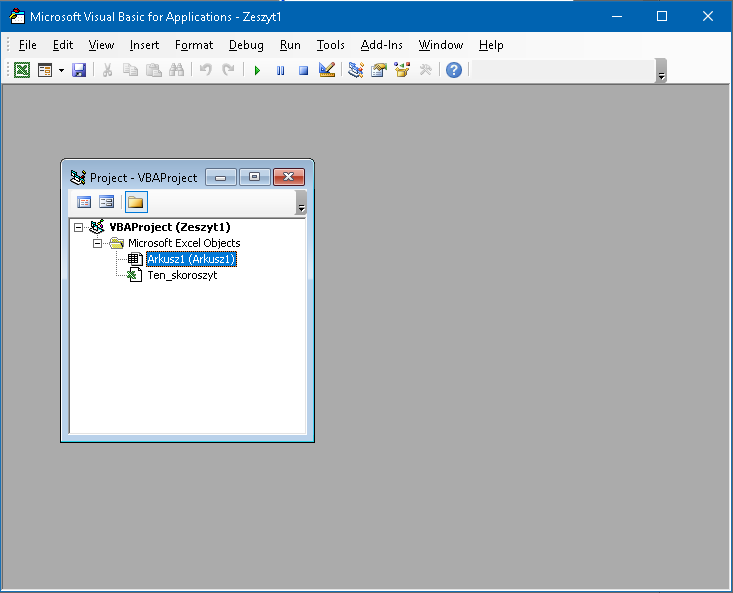 Microsoft Visual Basic for Applications - Zeszyt1
File Edit View Insert Format Debug Run Tools Add-Ins Window Help
Project - VBAProject
VBAProject (Zeszyt1)
Microsoft Excel Objects
Arkusz1 (Arkusz1)
Ten_skoroszyt